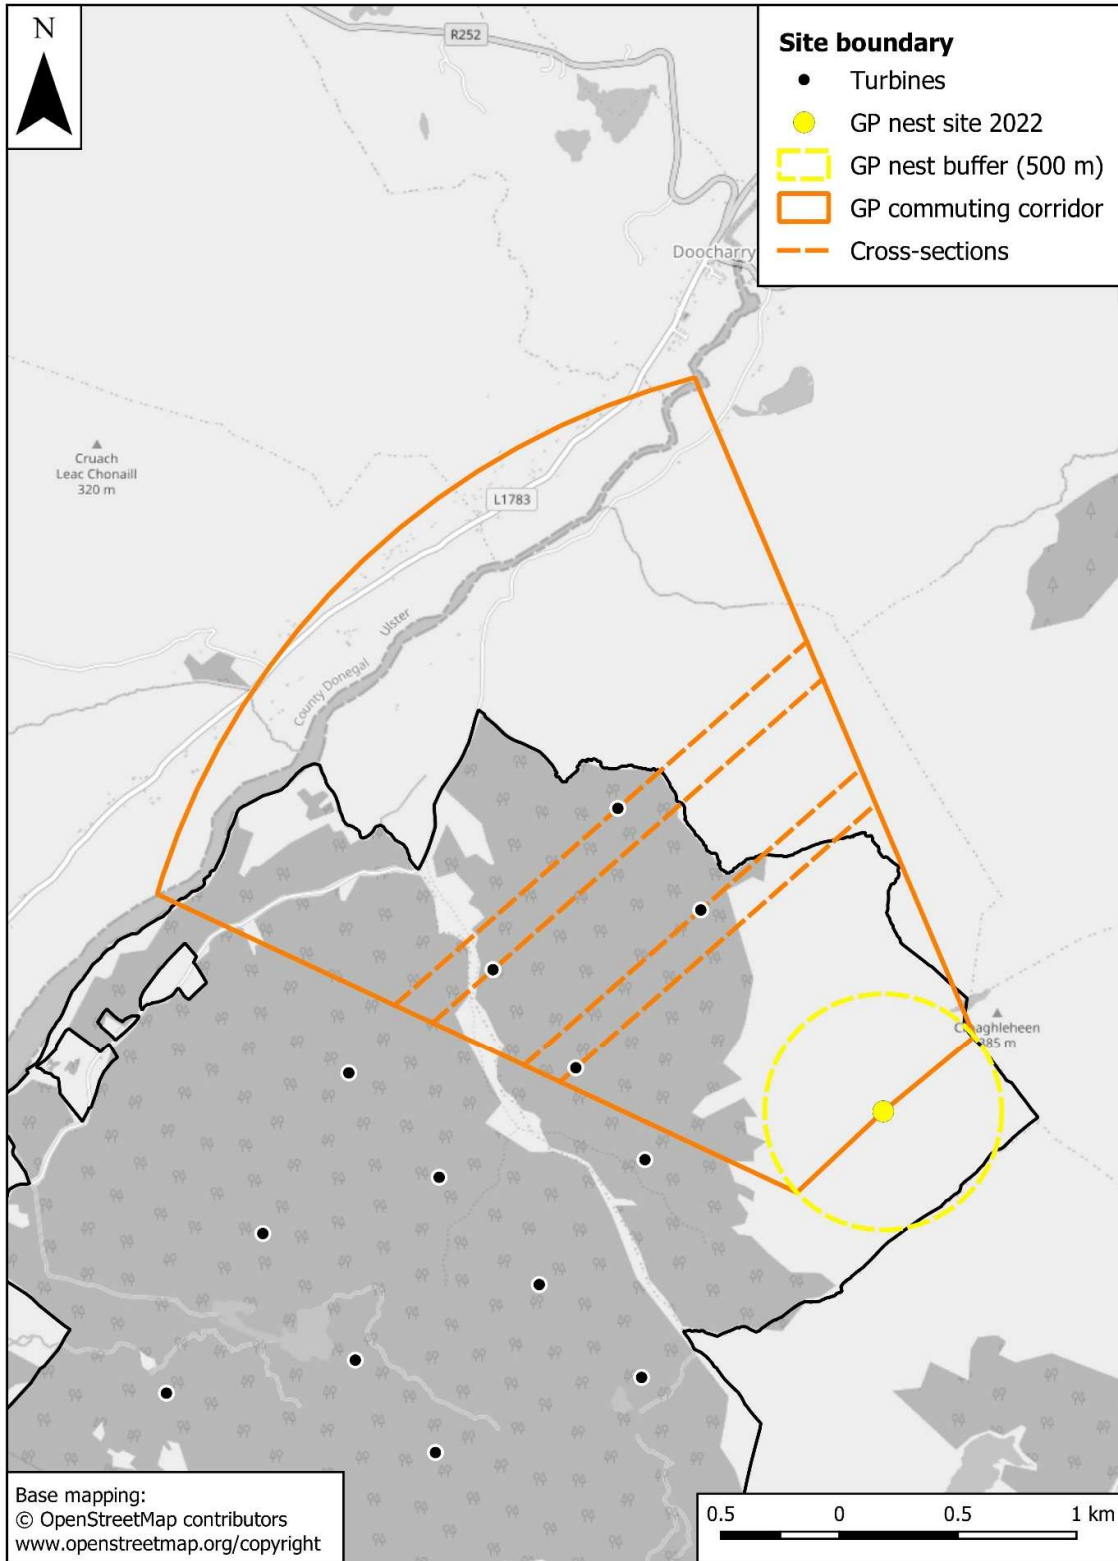 N
R252
Site boundary
Turbines
GP nest site 2022
GP nest buffer (500 m)
GP commuting corridor
Cross-sections
Doocharry
Cruach
Leac Chonaill
320 m
L1783
Ulster
County Donegal
385 m
Base mapping:
© OpenStreetMap contributors
www.openstreetmap.org/copyright
0.5 0 0.5 1 km